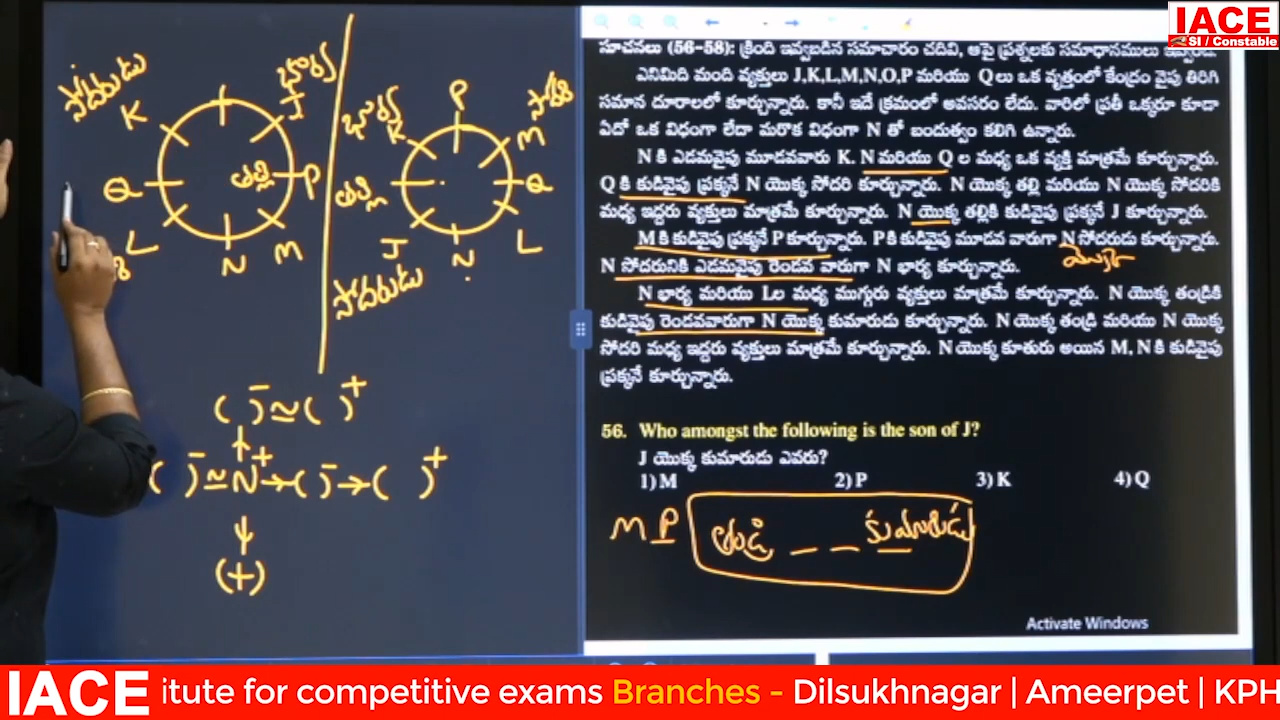 IACE
SI / Constable
సూచనలు (56-58): క్రింది ఇవ్వబడిన సమాచారం చదివి, ఆపై ప్రశ్నలకు సమాధానములు
ఎనిమిది మంది వ్యక్తులు J,K,L,M,N,O,P మరియు Q లు ఒక వృత్తంలో కేంద్రం వైపు తిరిగి
సమాన దూరాలలో కూర్చున్నారు. కానీ ఇదే క్రమంలో అవసరం లేదు. వారిలో ప్రతీ ఒక్కరూ కూడా
ఏదో ఒక విధంగా లేదా మరొక విధంగా N తో బంధుత్వం కలిగి ఉన్నారు.
N కి ఎడమవైపు మూడవవారు K. N మరియు Q ల మధ్య ఒక వ్యక్తి మాత్రమే కూర్చున్నారు.
Q కి కుడివైపు ప్రక్కనే N యొక్క సోదరి కూర్చున్నారు. N యొక్క తల్లి మరియు N యొక్క సోదరికి
మధ్య ఇద్దరు వ్యక్తులు మాత్రమే కూర్చున్నారు. N యొక్క తల్లికి కుడివైపు ప్రక్కనే J కూర్చున్నారు.
M కి కుడివైపు ప్రక్కనే P కూర్చున్నారు. P కి కుడివైపు మూడవ వారుగా N సోదరుడు కూర్చున్నారు.
N సోదరునికి ఎడమవైపు రెండవ వారుగా N భార్య కూర్చున్నారు.
N భార్య మరియు L ల మధ్య ముగ్గురు వ్యక్తులు మాత్రమే కూర్చున్నారు. N యొక్క తండ్రికి
కుడివైపు రెండవవారుగా N యొక్క కుమారుడు కూర్చున్నారు. N యొక్క తండ్రి మరియు N యొక్క
సోదరి మధ్య ఇద్దరు వ్యక్తులు మాత్రమే కూర్చున్నారు. N యొక్క కూతురు అయిన M, N కి కుడివైపు
ప్రక్కనే కూర్చున్నారు.
56. Who amongst the following is the son of J?
J యొక్క కుమారుడు ఎవరు?
1) M 2) P 3) K 4) Q
M P తండ్రి _ _ కుమారుడు
Activate Windows
సోదరుడు K J భార్య
Q తల్లి P
L N M
P
భార్య K M
తల్లి Q
J N L
సోదరుడు
( )⁻ ≈ ( )⁺
( )⁻ ≈ N⁺ → ( )⁻ → ( )⁺
(+)
IACE itute for competitive exams Branches - Dilsukhnagar | Ameerpet | KPH